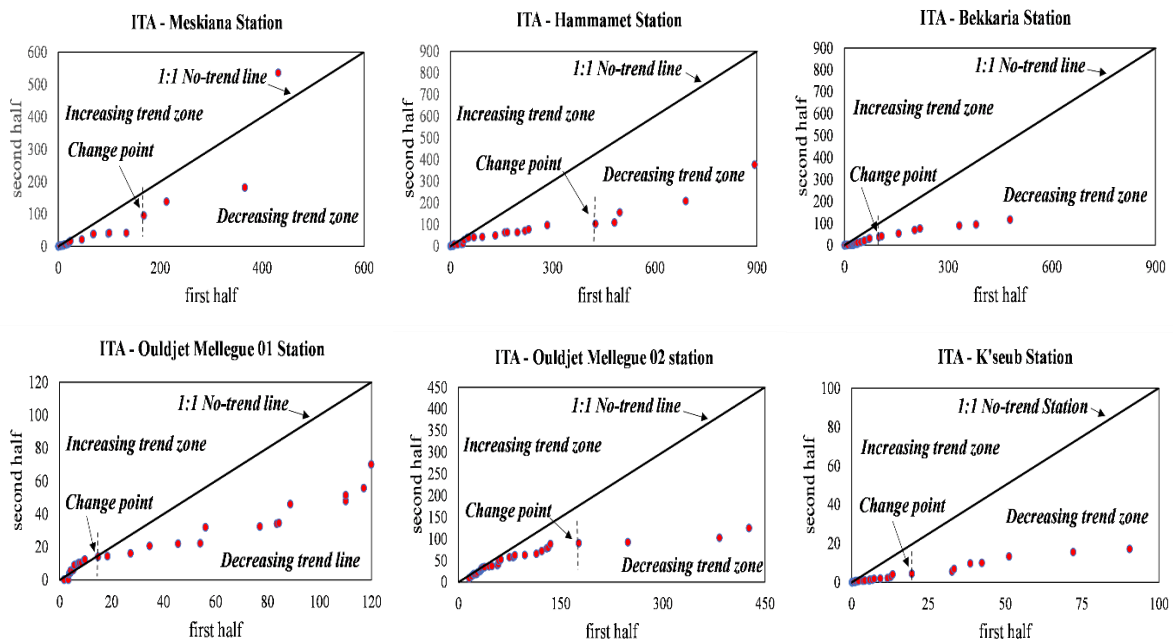 ITA - Meskiana Station
600
500
400
300
200
100
0
second half
1:1 No-trend line
Increasing trend zone
Change point
Decreasing trend zone
0
200
400
600
first half
ITA - Hammamet Station
900
800
700
600
500
400
300
200
100
0
second half
1:1 No-trend line
Increasing trend zone
Change point
Decreasing trend zone
0
300
600
900
first half
ITA - Bekkaria Station
900
800
700
600
500
400
300
200
100
0
second half
1:1 No-trend line
Increasing trend zone
Change point
Decreasing trend zone
0
300
600
900
first half
ITA - Ouldjet Mellegue 01 Station
120
100
80
60
40
20
0
second half
1:1 No-trend line
Increasing trend zone
Change point
Decreasing trend line
0
20
40
60
80
100
120
first half
ITA - Ouldjet Mellegue 02 station
450
400
350
300
250
200
150
100
50
0
second half
1:1 No-trend line
Increasing trend zone
Change point
Decreasing trend zone
0
150
300
450
first half
ITA - K'seub Station
100
80
60
40
20
0
second half
1:1 No-trend Station
Increasing trend zone
Change point
Decreasing trend zone
0
25
50
75
100
first half